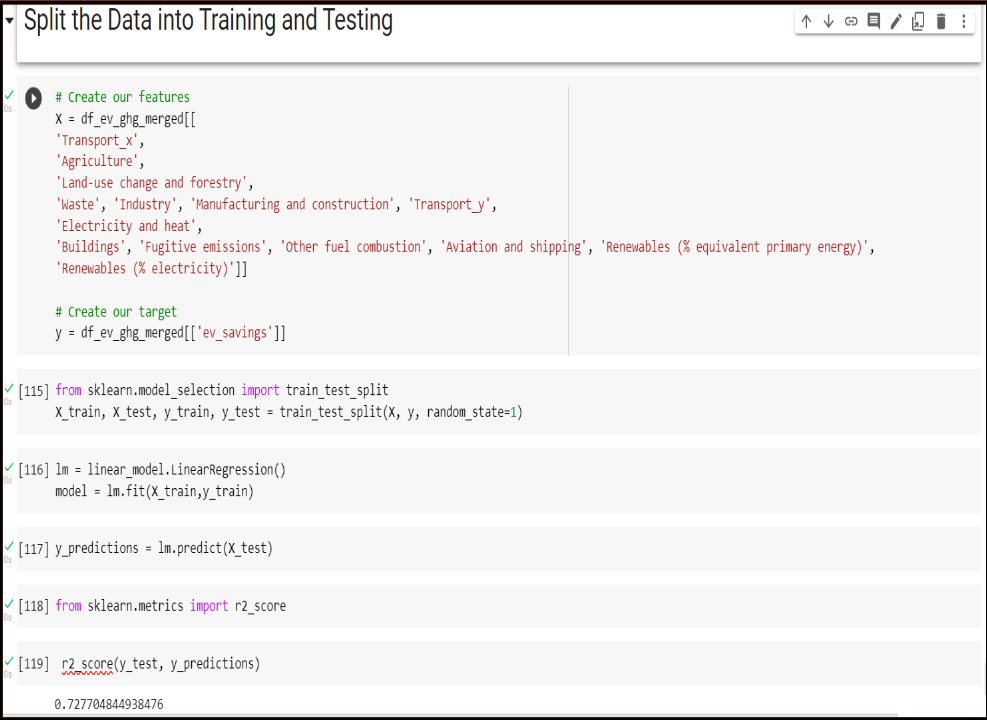 Split the Data into Training and Testing
# Create our features
X = df_ev_ghg_merged[[
'Transport_x',
'Agriculture',
'Land-use change and forestry',
'Waste', 'Industry', 'Manufacturing and construction', 'Transport_y',
'Electricity and heat',
'Buildings', 'Fugitive emissions', 'Other fuel combustion', 'Aviation and shipping', 'Renewables (% equivalent primary energy)',
'Renewables (% electricity)']]
# Create our target
y = df_ev_ghg_merged[['ev_savings']]
0s
[115] from sklearn.model_selection import train_test_split
X_train, X_test, y_train, y_test = train_test_split(X, y, random_state=1)
0s
[116] lm = linear_model.LinearRegression()
model = lm.fit(X_train,y_train)
0s
[117] y_predictions = lm.predict(X_test)
0s
[118] from sklearn.metrics import r2_score
0s
[119] r2_score(y_test, y_predictions)
0s
0.727704844938476